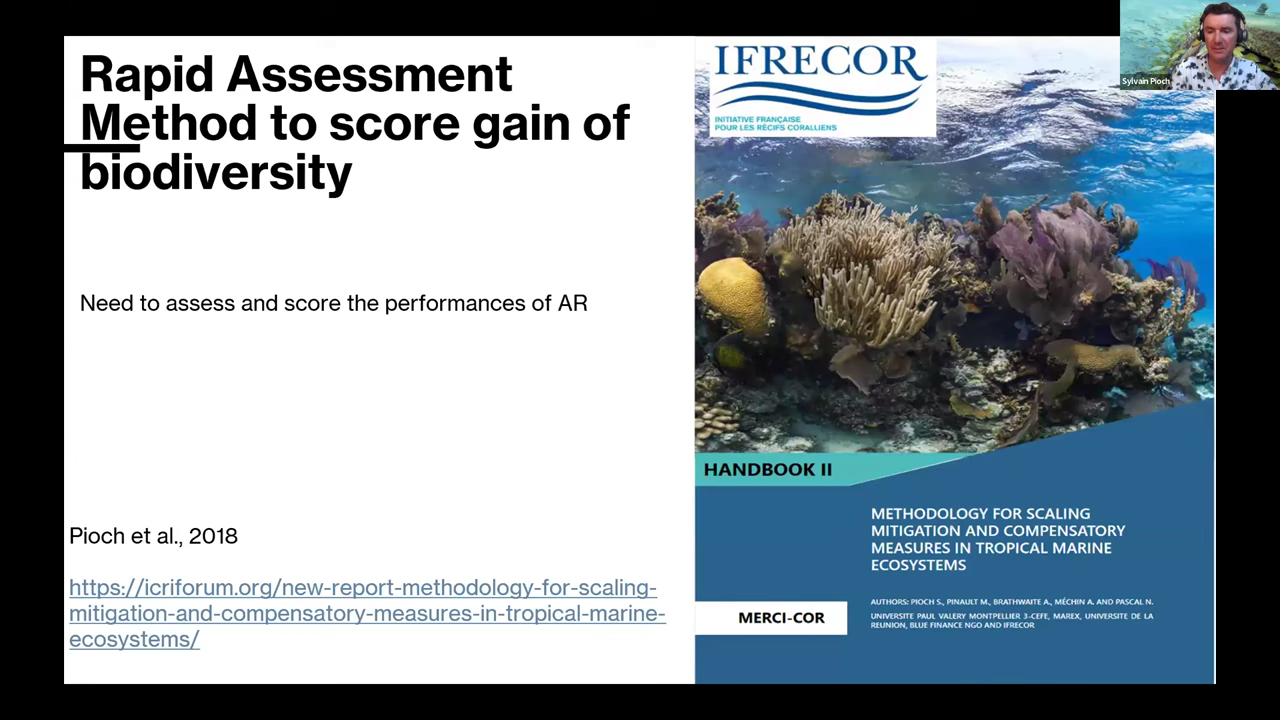 Rapid Assessment
Method to score gain of
biodiversity
Need to assess and score the performances of AR
Pioch et al., 2018
https://icriforum.org/new-report-methodology-for-scaling-
mitigation-and-compensatory-measures-in-tropical-marine-
ecosystems/
IFRECOR
INITIATIVE FRANÇAISE
POUR LES RÉCIFS CORALLIENS
HANDBOOK II
METHODOLOGY FOR SCALING
MITIGATION AND COMPENSATORY
MEASURES IN TROPICAL MARINE
ECOSYSTEMS
AUTHORS: PIOCH S., PINAULT M., BRATHWAITE A., MÉCHIN A. AND PASCAL N.
UNIVERSITE PAUL VALERY MONTPELLIER 3-CEFE, MAREX, UNIVERSITE DE LA
REUNION, BLUE FINANCE NGO AND IFRECOR
MERCI-COR
Sylvain Pioch